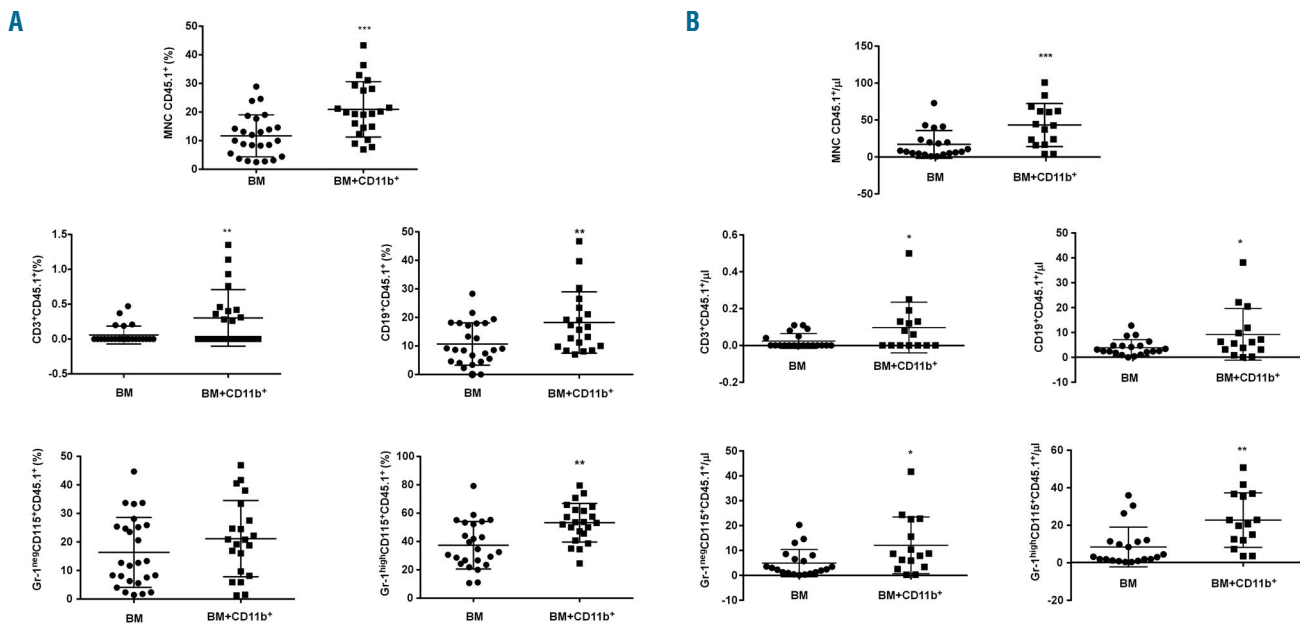 A
B
MNC CD45.1⁺ (%)
50
40
30
20
10
0
***
BM
BM+CD11b⁺
MNC CD45.1⁺/µl
150
100
50
0
-50
***
BM
BM+CD11b⁺
CD3⁺CD45.1⁺(%)
1.5
1.0
0.5
0.0
-0.5
**
BM
BM+CD11b⁺
CD19⁺CD45.1⁺ (%)
50
40
30
20
10
0
**
BM
BM+CD11b⁺
CD3⁺CD45.1⁺/µl
0.6
0.4
0.2
0.0
-0.2
*
BM
BM+CD11b⁺
CD19⁺CD45.1⁺/µl
50
40
30
20
10
0
-10
*
BM
BM+CD11b⁺
Gr-1ⁿᵉᵍCD115⁺CD45.1⁺ (%)
50
40
30
20
10
0
BM
BM+CD11b⁺
Gr-1ʰⁱᵍʰCD115⁺CD45.1⁺ (%)
100
80
60
40
20
0
**
BM
BM+CD11b⁺
Gr-1ⁿᵉᵍCD115⁺CD45.1⁺/µl
50
40
30
20
10
0
-10
*
BM
BM+CD11b⁺
Gr-1ʰⁱᵍʰCD115⁺CD45.1⁺/µl
60
40
20
0
-20
**
BM
BM+CD11b⁺